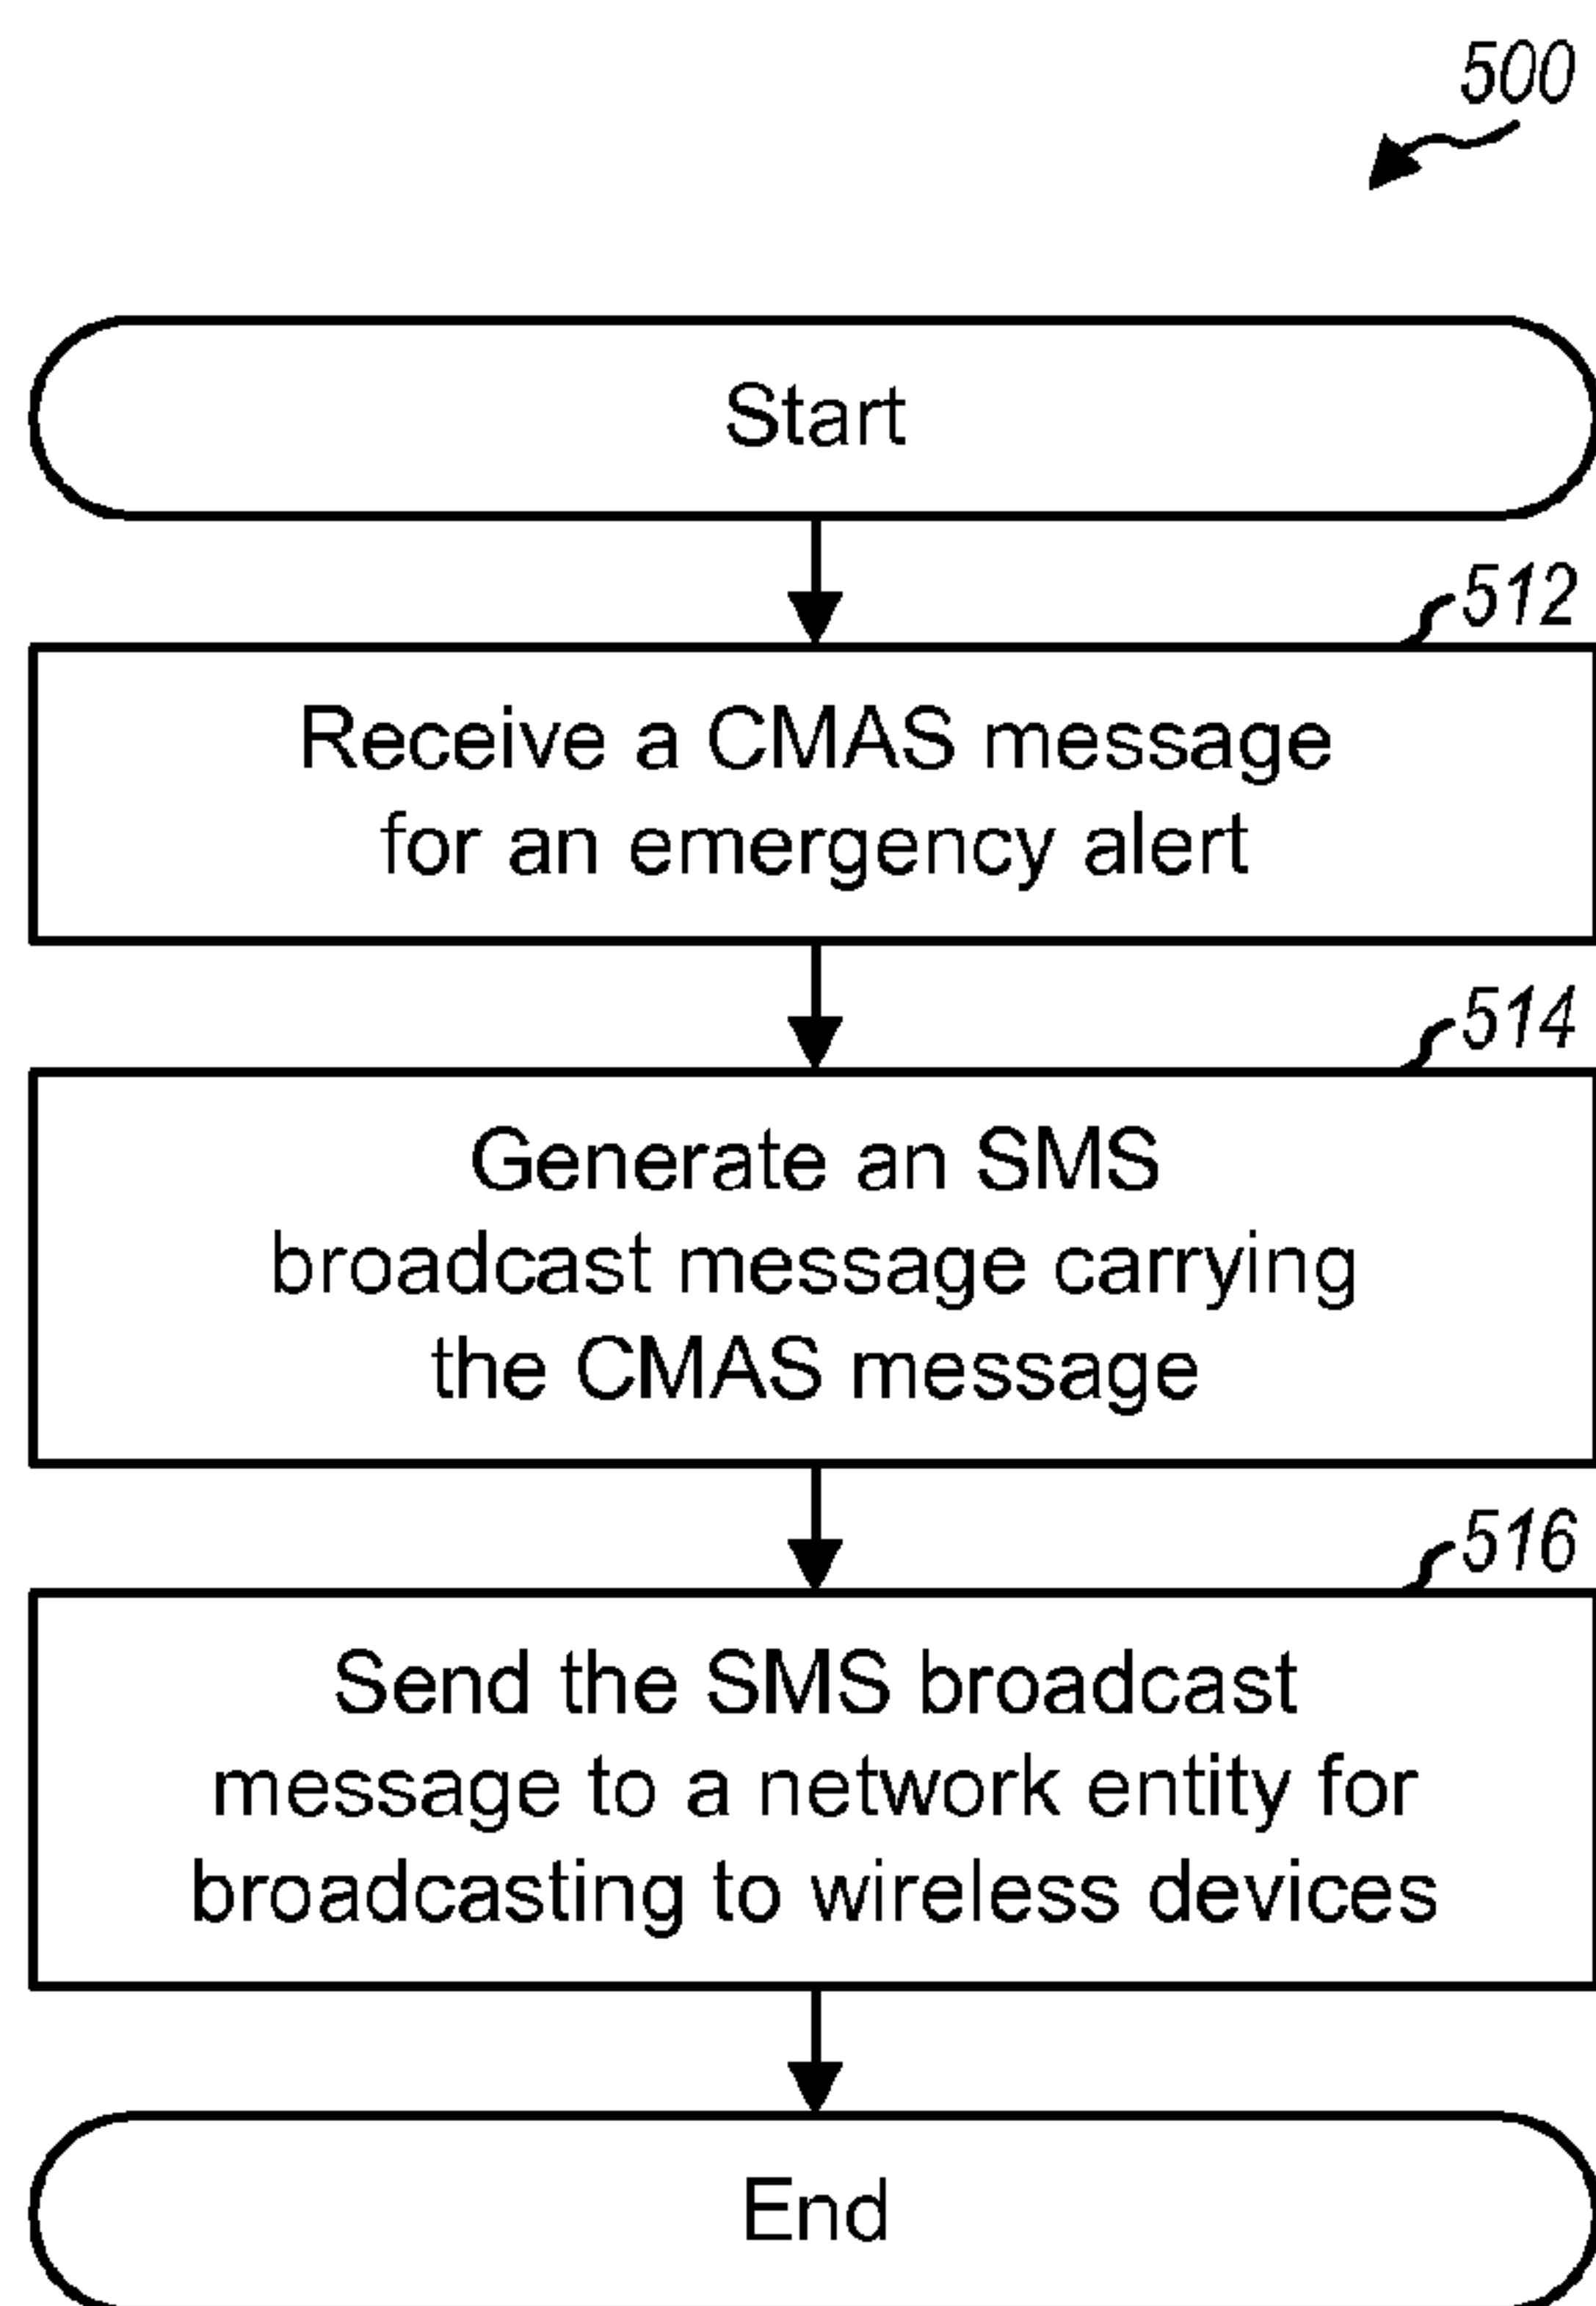 500
Start
512
Receive a CMAS message
for an emergency alert
514
Generate an SMS
broadcast message carrying
the CMAS message
516
Send the SMS broadcast
message to a network entity for
broadcasting to wireless devices
End